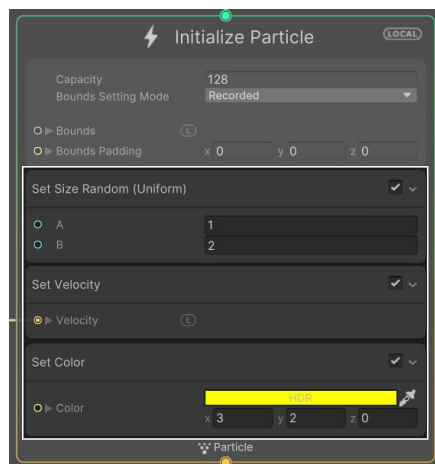 Initialize Particle LOCAL
Capacity 128
Bounds Setting Mode Recorded
Bounds L
Bounds Padding x 0 y 0 z 0
Set Size Random (Uniform)
A 1
B 2
Set Velocity
Velocity L
Set Color
HDR
Color x 3 y 2 z 0
Particle